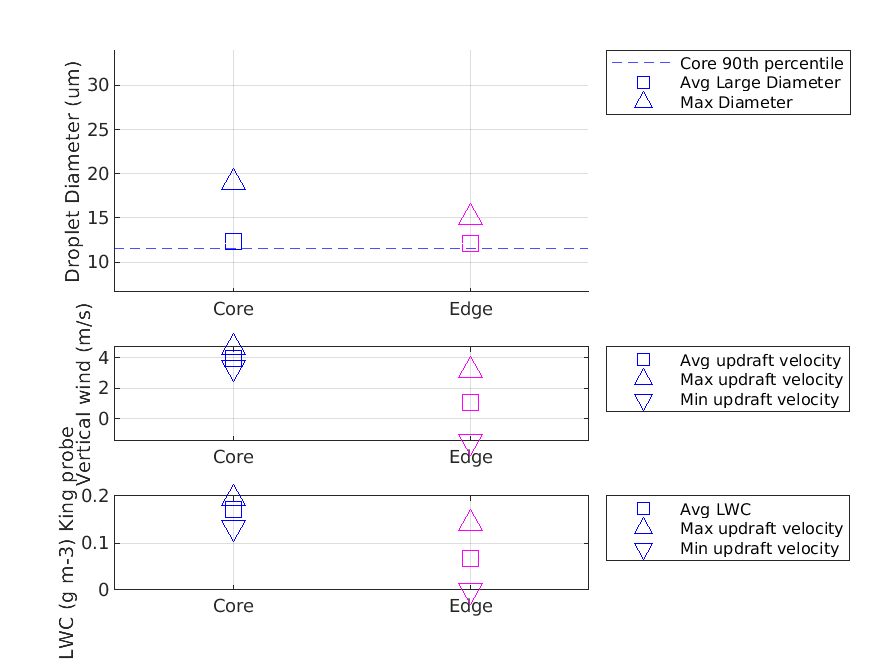 Droplet Diameter (um)
30
25
20
15
10
Core
Edge
Core 90th percentile
Avg Large Diameter
Max Diameter
Vertical wind (m/s)
4
2
0
Core
Edge
Avg updraft velocity
Max updraft velocity
Min updraft velocity
LWC (g m-3) King probe
0.2
0.1
0
Core
Edge
Avg LWC
Max updraft velocity
Min updraft velocity